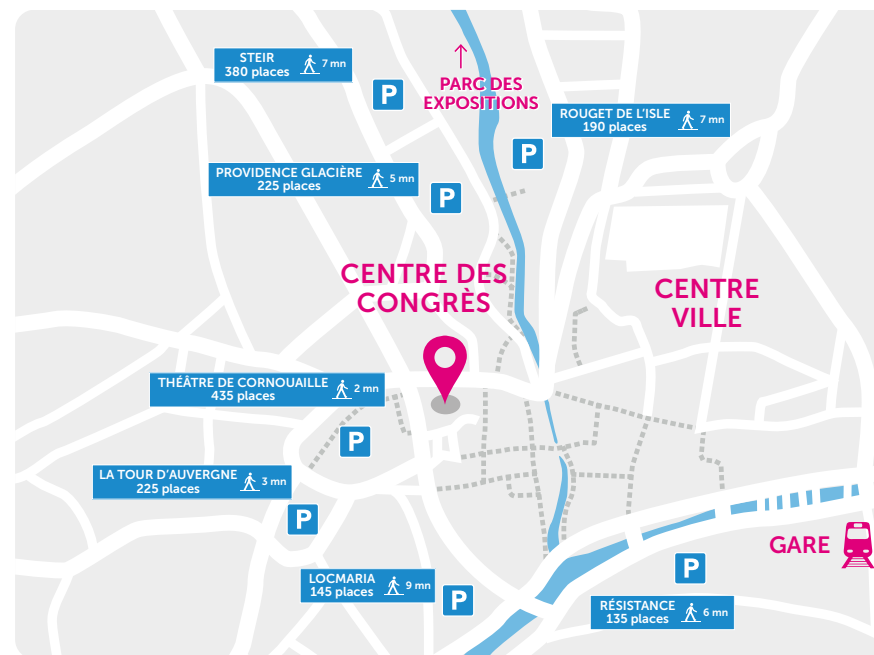 STEIR
380 places
7 mn
P
↑
PARC DES
EXPOSITIONS
ROUGET DE L'ISLE
190 places
7 mn
P
PROVIDENCE GLACIÈRE
225 places
5 mn
P
CENTRE DES
CONGRÈS
CENTRE
VILLE
THÉÂTRE DE CORNOUAILLE
435 places
2 mn
P
LA TOUR D'AUVERGNE
225 places
3 mn
P
GARE
LOCMARIA
145 places
9 mn
P
P
RÉSISTANCE
135 places
6 mn